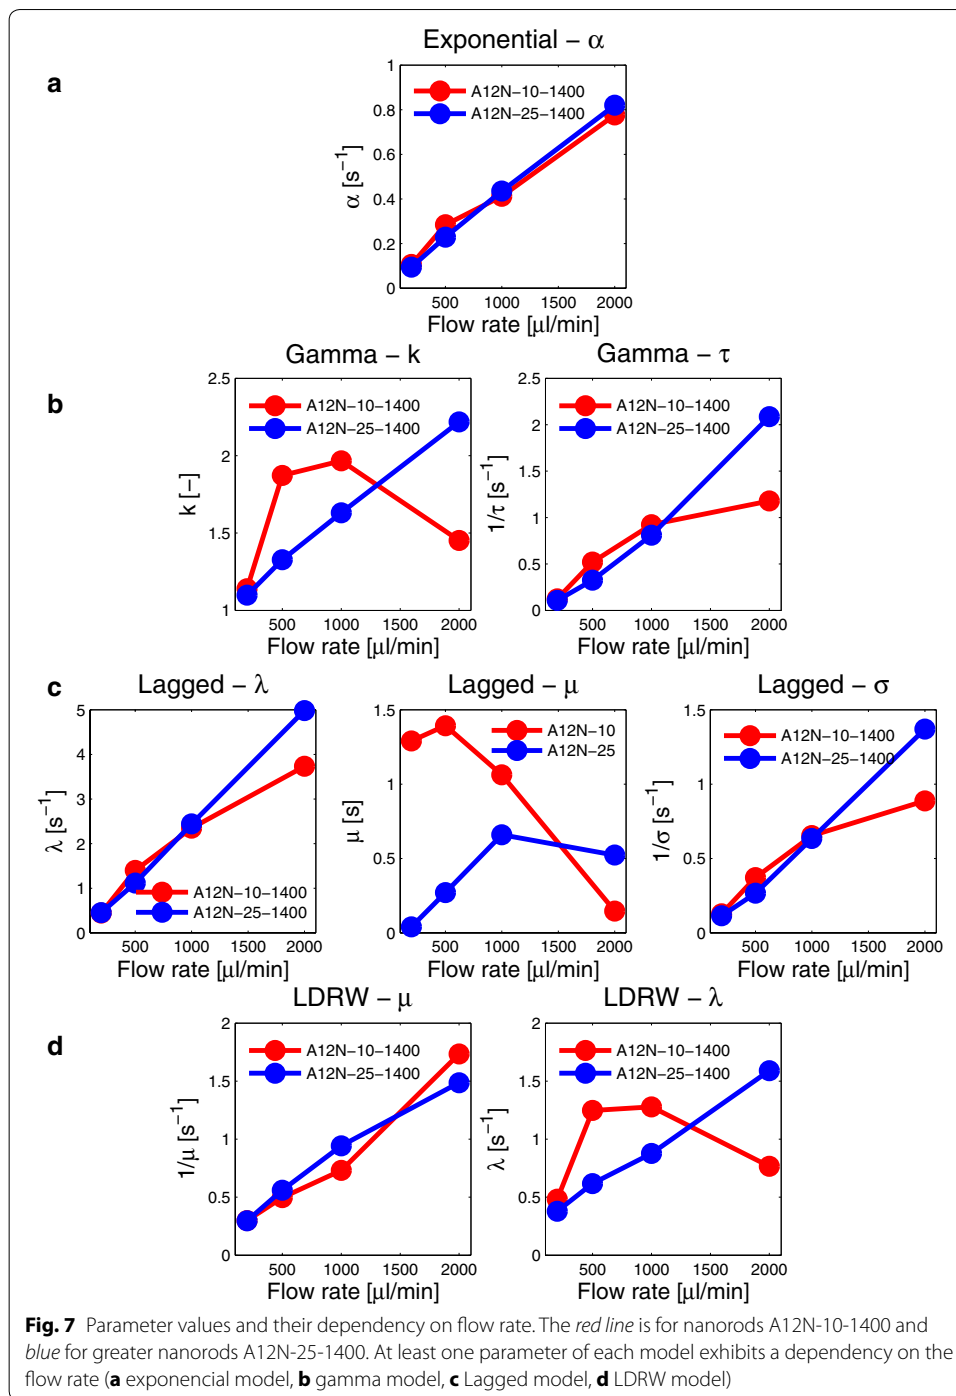 Exponential – α
a
1
0.8
0.6
0.4
0.2
0
α [s⁻¹]
A12N−10−1400
A12N−25−1400
500 1000 1500 2000
Flow rate [μl/min]
b
Gamma – k
2.5
2
1.5
1
k [−]
A12N−10−1400
A12N−25−1400
500 1000 1500 2000
Flow rate [μl/min]
Gamma – τ
2.5
2
1.5
1
0.5
0
1/τ [s⁻¹]
A12N−10−1400
A12N−25−1400
500 1000 1500 2000
Flow rate [μl/min]
c
Lagged – λ
5
4
3
2
1
0
λ [s⁻¹]
A12N−10−1400
A12N−25−1400
500 1000 1500 2000
Flow rate [μl/min]
Lagged – μ
1.5
1
0.5
0
μ [s]
A12N−10
A12N−25
500 1000 1500 2000
Flow rate [μl/min]
Lagged – σ
1.5
1
0.5
0
1/σ [s⁻¹]
A12N−10−1400
A12N−25−1400
500 1000 1500 2000
Flow rate [μl/min]
d
LDRW – μ
2
1.5
1
0.5
0
1/μ [s⁻¹]
A12N−10−1400
A12N−25−1400
500 1000 1500 2000
Flow rate [μl/min]
LDRW – λ
2
1.5
1
0.5
0
λ [s⁻¹]
A12N−10−1400
A12N−25−1400
500 1000 1500 2000
Flow rate [μl/min]
Fig. 7 Parameter values and their dependency on flow rate. The red line is for nanorods A12N-10-1400 and
blue for greater nanorods A12N-25-1400. At least one parameter of each model exhibits a dependency on the
flow rate (a exponencial model, b gamma model, c Lagged model, d LDRW model)